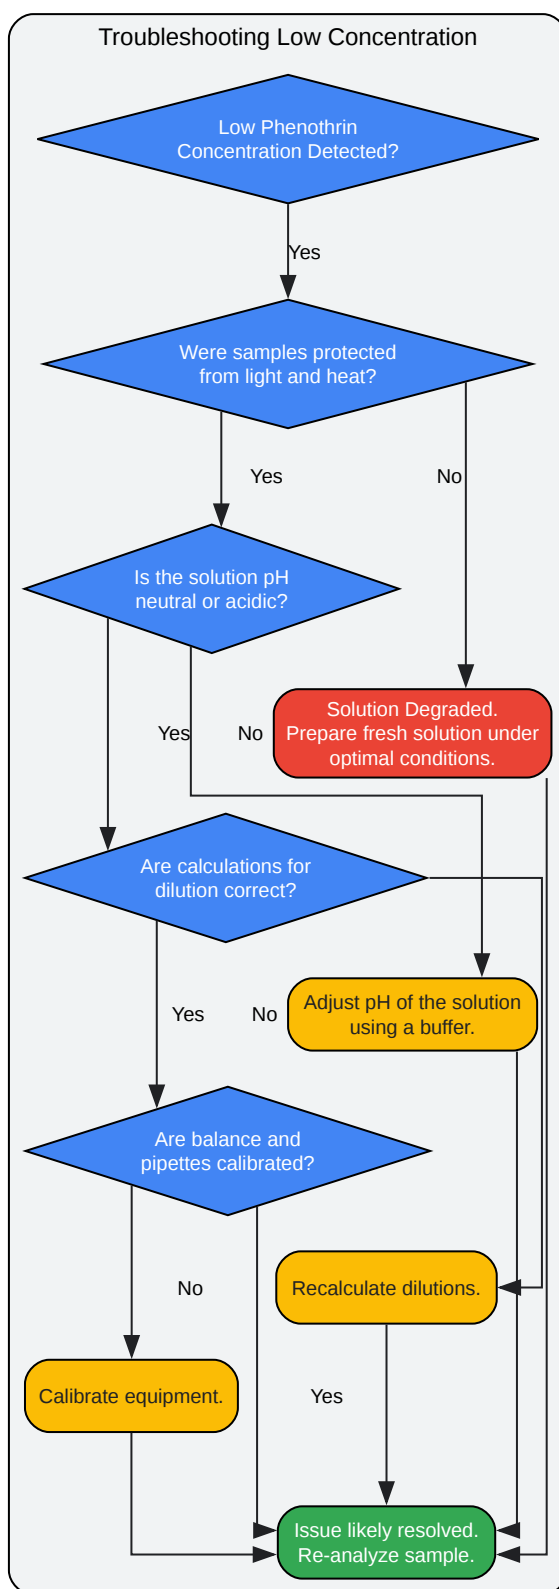 Troubleshooting Low Concentration
Low Phenothrin
Concentration Detected?
Yes
Were samples protected
from light and heat?
Yes
No
Is the solution pH
neutral or acidic?
Solution Degraded.
Prepare fresh solution under
optimal conditions.
Yes
No
Are calculations for
dilution correct?
Adjust pH of the solution
using a buffer.
Yes
No
Are balance and
pipettes calibrated?
No
Recalculate dilutions.
Calibrate equipment.
Yes
Issue likely resolved.
Re-analyze sample.